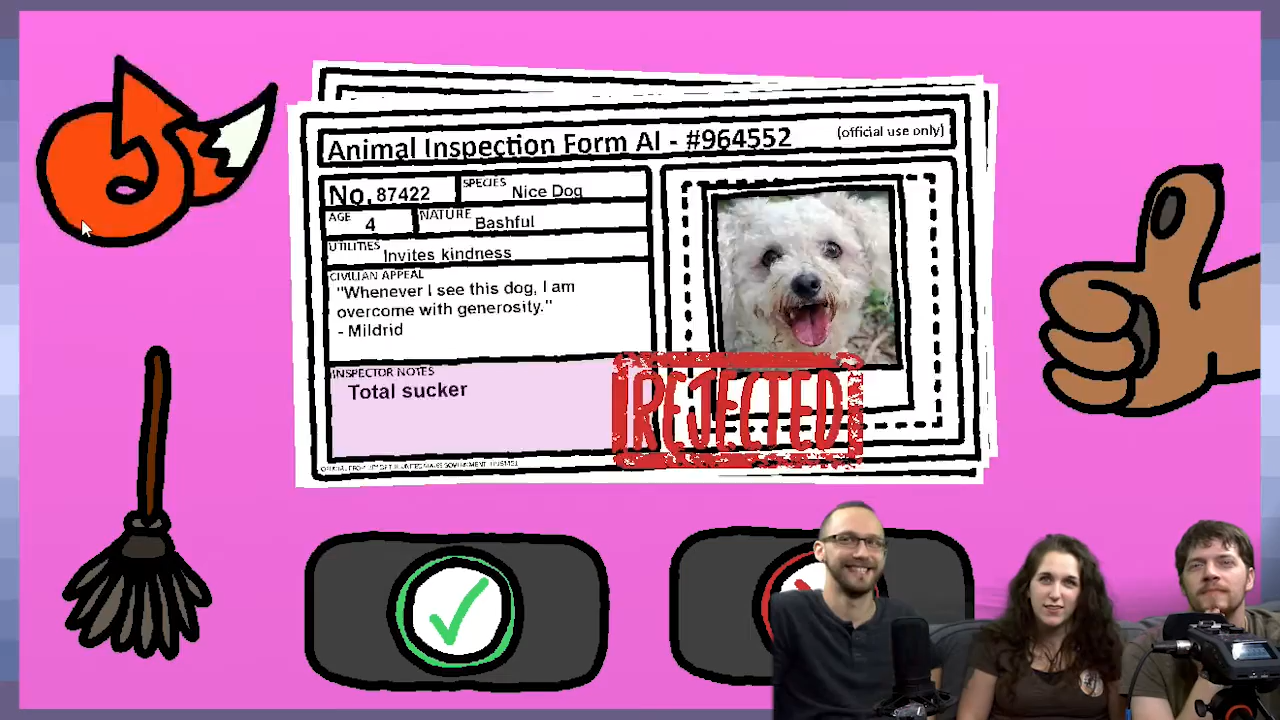 Animal Inspection Form AI - #964552 (official use only)
No. 87422
SPECIES Nice Dog
AGE 4
NATURE Bashful
UTILITIES Invites kindness
CIVILIAN APPEAL
"Whenever I see this dog, I am
overcome with generosity."
- Mildrid
INSPECTOR NOTES
Total sucker
REJECTED